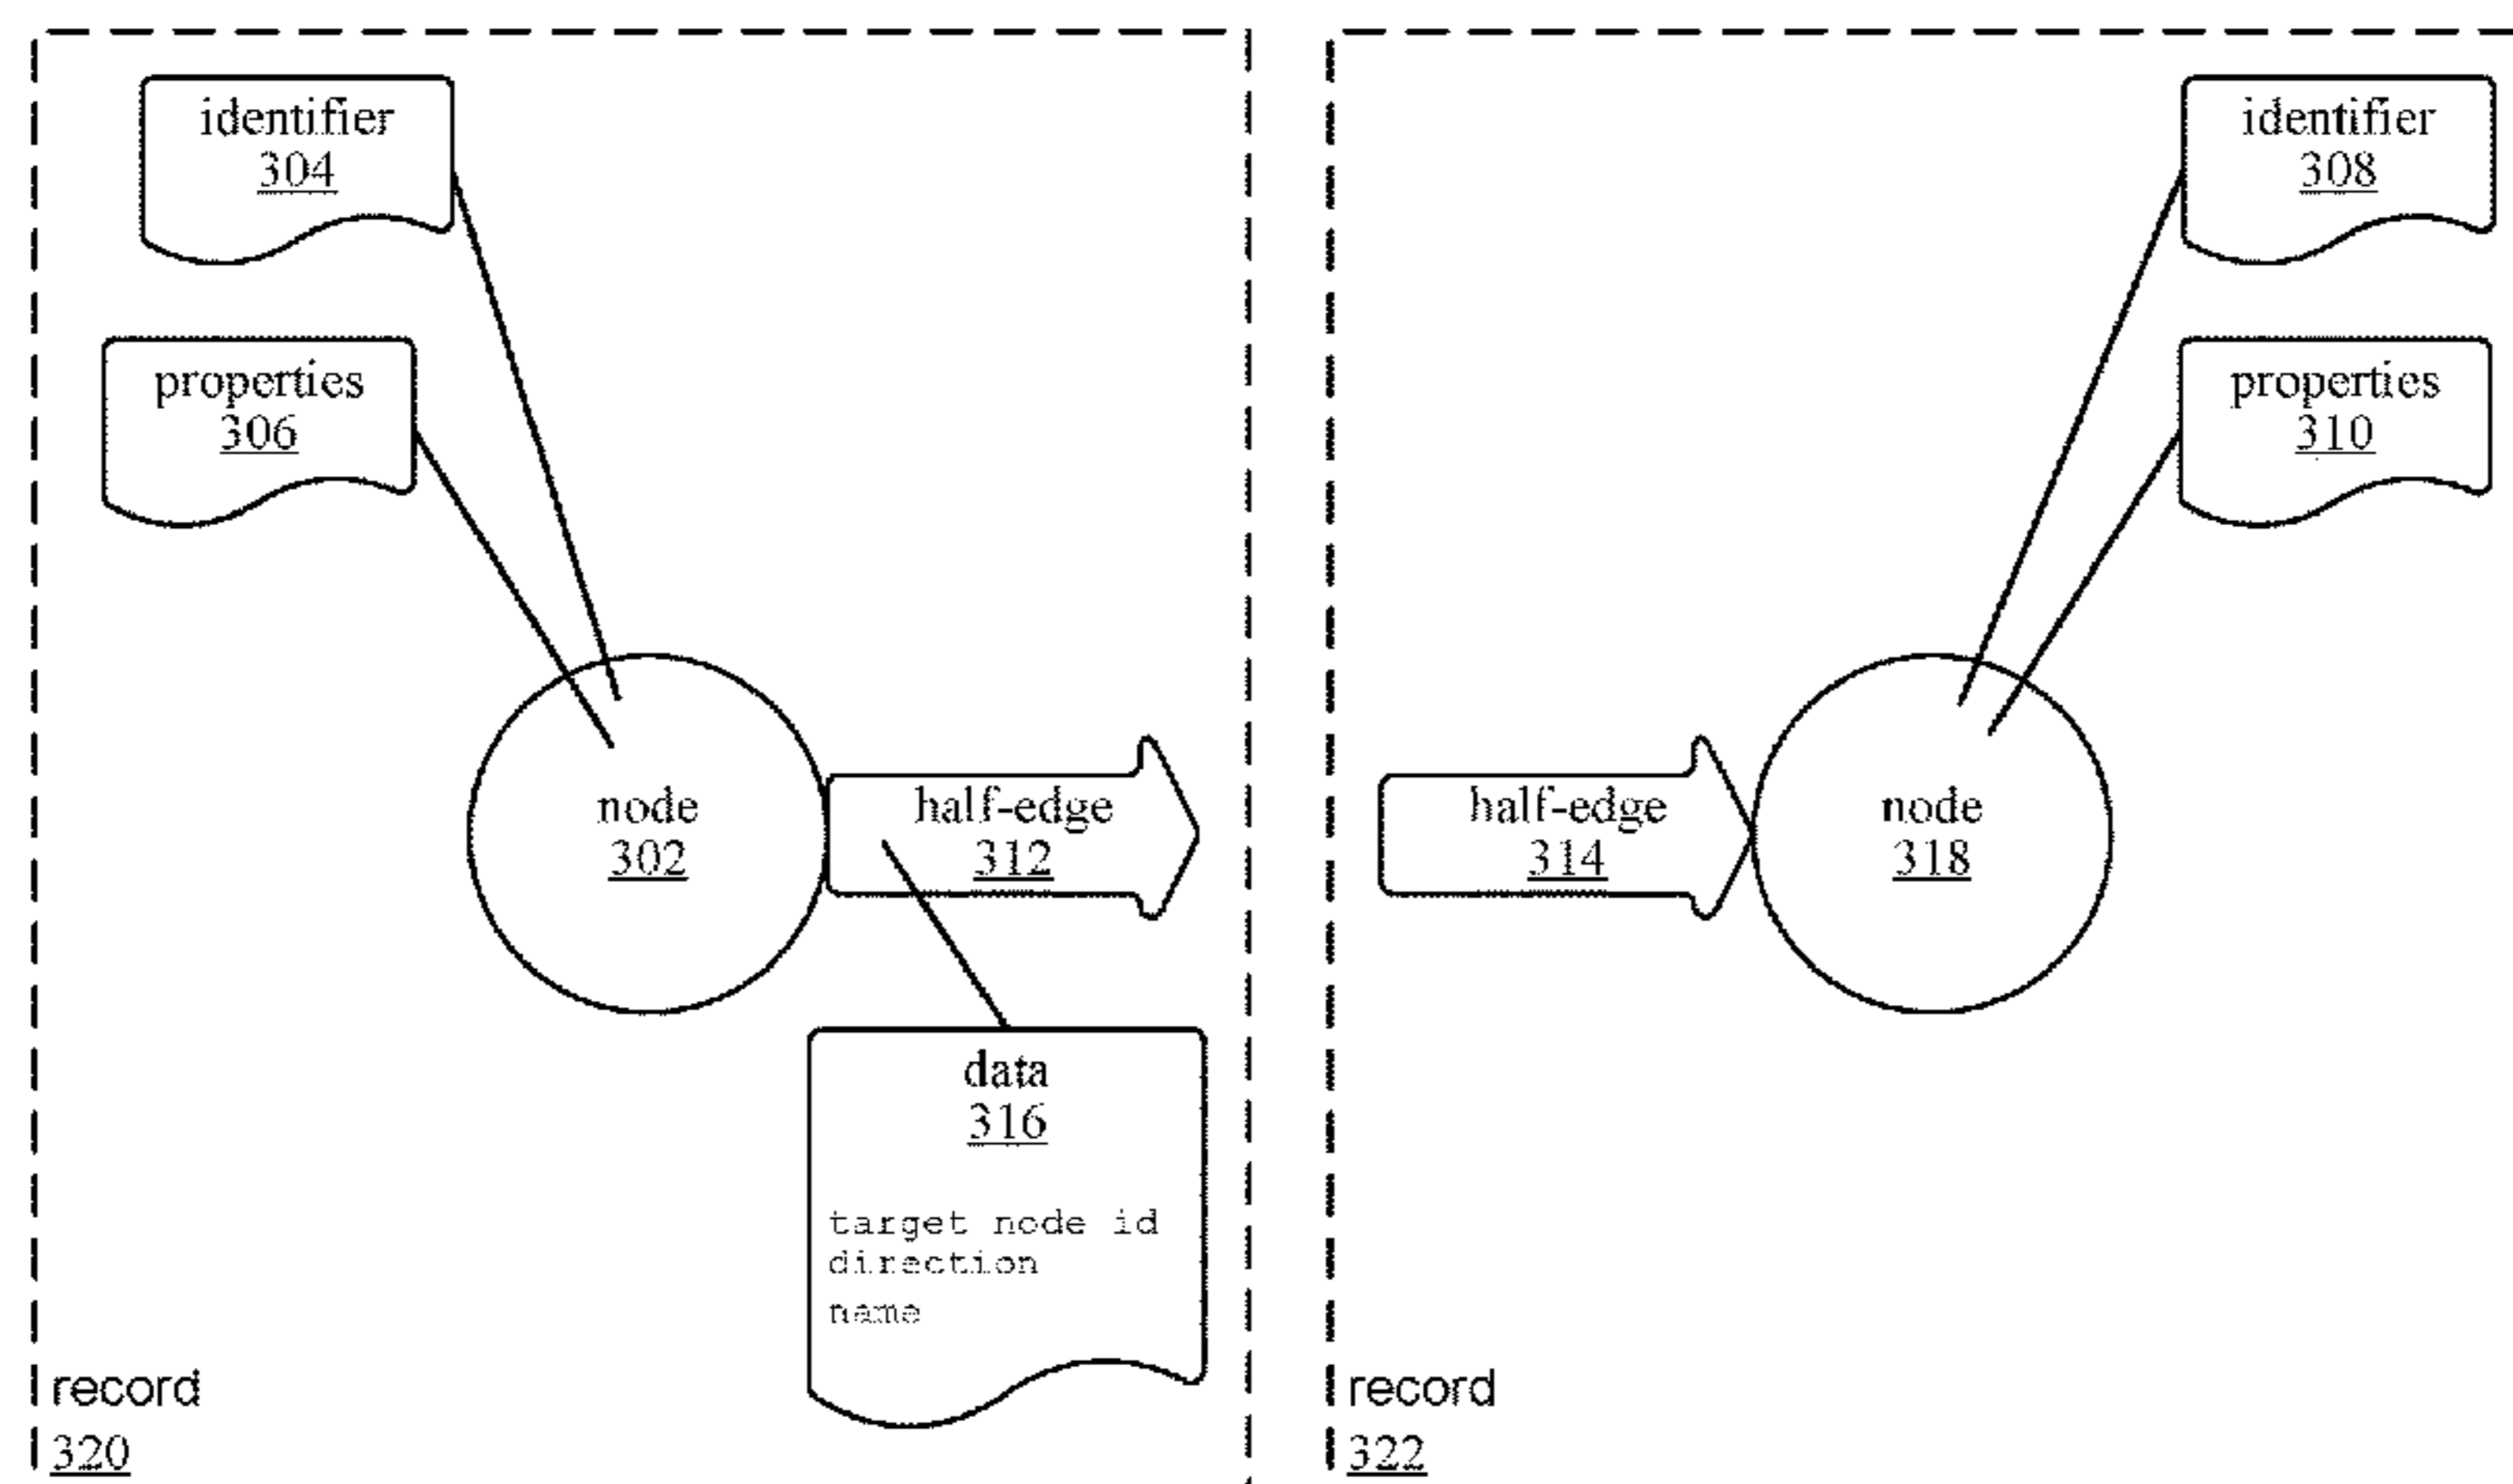 identifier
304
properties
306
node
302
half-edge
312
data
316
target node id
direction
name
record
320
identifier
308
properties
310
half-edge
314
node
318
record
322